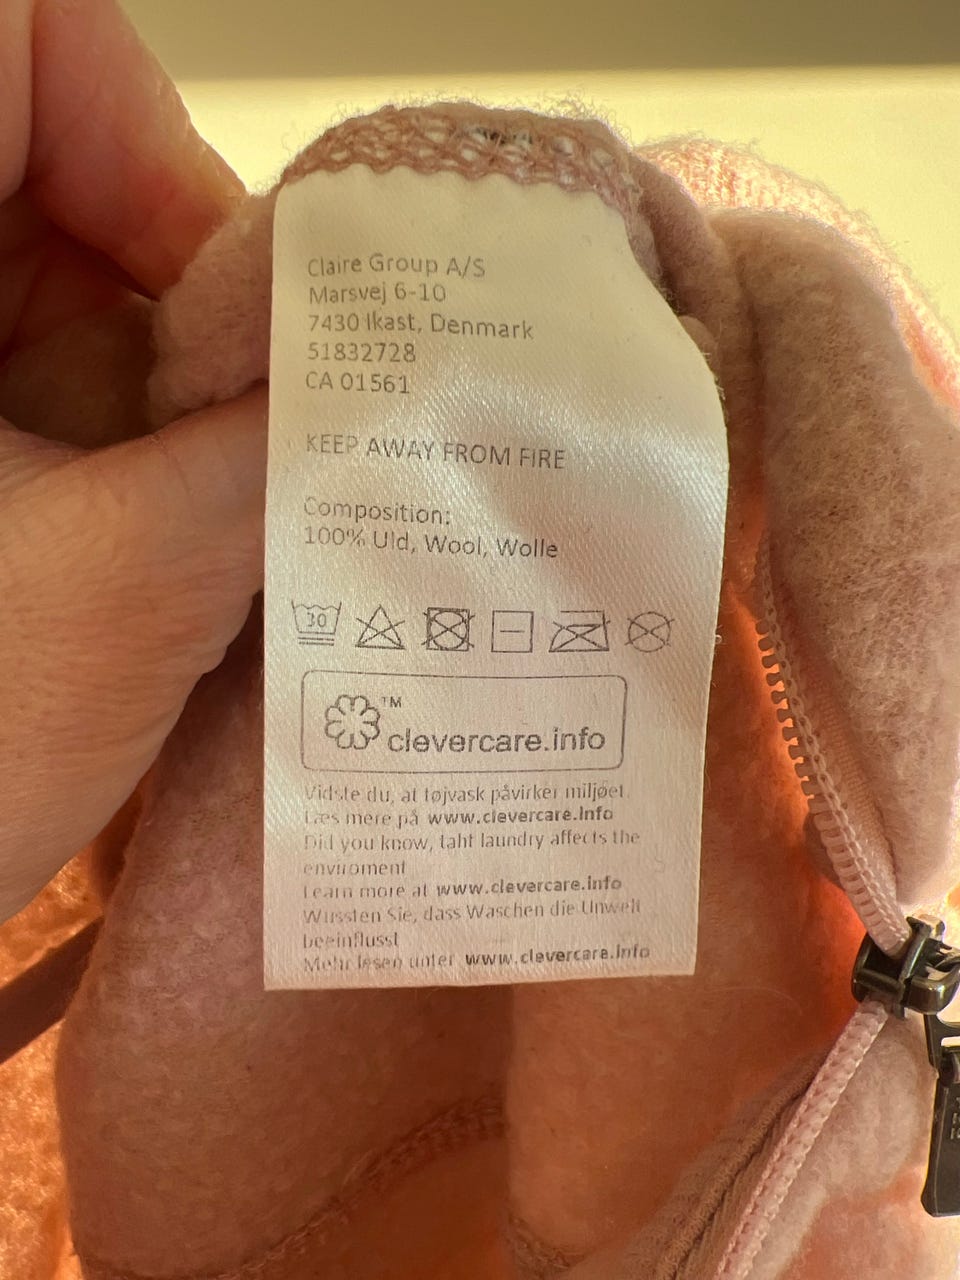 Claire Group A/S
Marsvej 6-10
7430 Ikast, Denmark
51832728
CA 01561
KEEP AWAY FROM FIRE
Composition:
100% Uld, Wool, Wolle
30
TM
clevercare.info
Vidste du, at tøjvask påvirker miljøet.
Læs mere på www.clevercare.info
Did you know, taht laundry affects the
enviroment
Learn more at www.clevercare.info
Wussten Sie, dass Waschen die Umwelt
beeinflusst
Mehr lesen unter www.clevercare.info